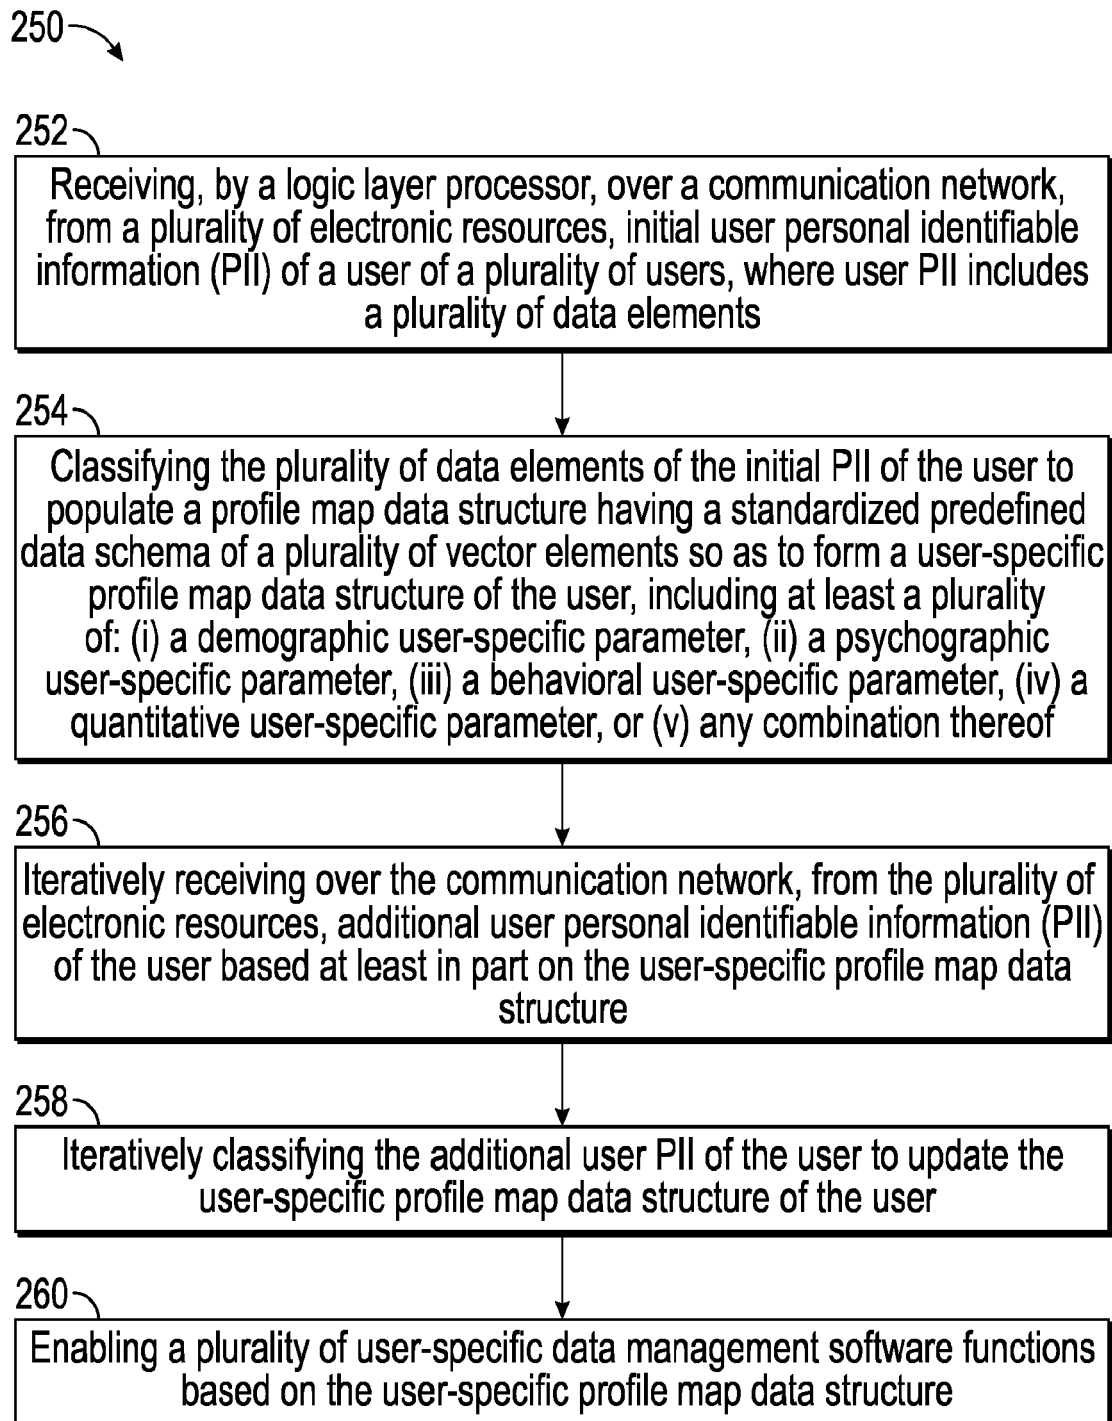 250
252
Receiving, by a logic layer processor, over a communication network,
from a plurality of electronic resources, initial user personal identifiable
information (PII) of a user of a plurality of users, where user PII includes
a plurality of data elements
254
Classifying the plurality of data elements of the initial PII of the user to
populate a profile map data structure having a standardized predefined
data schema of a plurality of vector elements so as to form a user-specific
profile map data structure of the user, including at least a plurality
of: (i) a demographic user-specific parameter, (ii) a psychographic
user-specific parameter, (iii) a behavioral user-specific parameter, (iv) a
quantitative user-specific parameter, or (v) any combination thereof
256
Iteratively receiving over the communication network, from the plurality of
electronic resources, additional user personal identifiable information (PII)
of the user based at least in part on the user-specific profile map data
structure
258
Iteratively classifying the additional user PII of the user to update the
user-specific profile map data structure of the user
260
Enabling a plurality of user-specific data management software functions
based on the user-specific profile map data structure